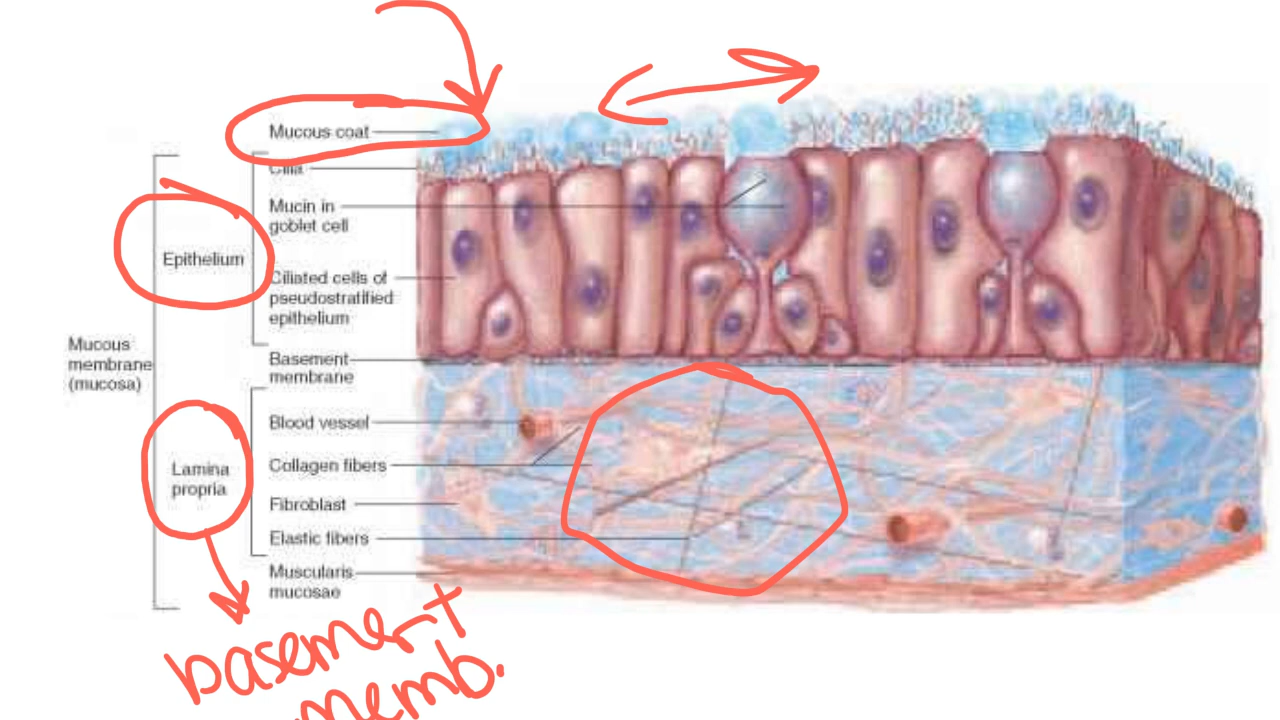 Mucous coat
Cilia
Mucin in
goblet cell
Epithelium
Ciliated cells of
pseudostratified
epithelium
Mucous
membrane
(mucosa)
Basement
membrane
Blood vessel
Lamina
propria
Collagen fibers
Fibroblast
Elastic fibers
Muscularis
mucosae
basement
memb.